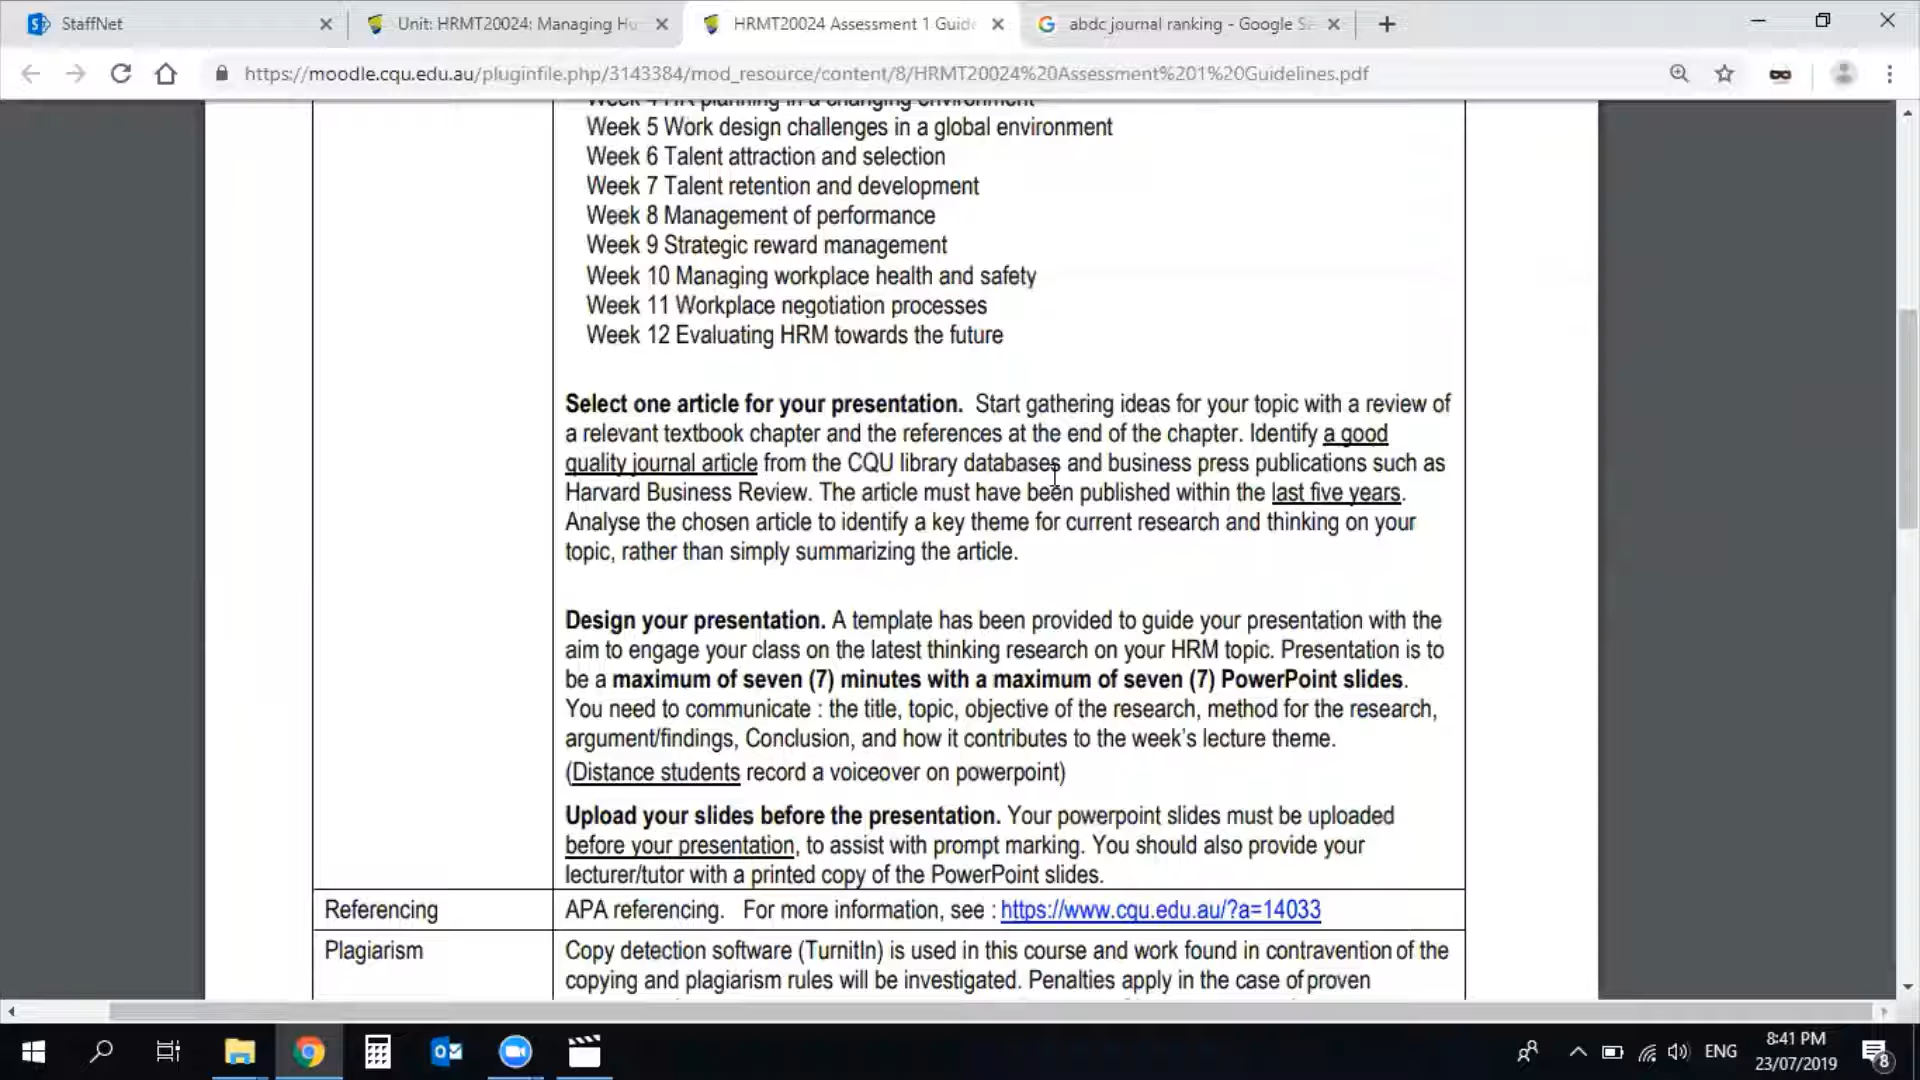 StaffNet
Unit: HRMT20024: Managing Hu
HRMT20024 Assessment 1 Guide
abdc journal ranking - Google Se
https://moodle.cqu.edu.au/pluginfile.php/3143384/mod_resource/content/8/HRMT20024%20Assessment%201%20Guidelines.pdf
Week 4 HR planning in a changing environment
Week 5 Work design challenges in a global environment
Week 6 Talent attraction and selection
Week 7 Talent retention and development
Week 8 Management of performance
Week 9 Strategic reward management
Week 10 Managing workplace health and safety
Week 11 Workplace negotiation processes
Week 12 Evaluating HRM towards the future
Select one article for your presentation. Start gathering ideas for your topic with a review of
a relevant textbook chapter and the references at the end of the chapter. Identify a good
quality journal article from the CQU library databases and business press publications such as
Harvard Business Review. The article must have been published within the last five years.
Analyse the chosen article to identify a key theme for current research and thinking on your
topic, rather than simply summarizing the article.
Design your presentation. A template has been provided to guide your presentation with the
aim to engage your class on the latest thinking research on your HRM topic. Presentation is to
be a maximum of seven (7) minutes with a maximum of seven (7) PowerPoint slides.
You need to communicate : the title, topic, objective of the research, method for the research,
argument/findings, Conclusion, and how it contributes to the week's lecture theme.
(Distance students record a voiceover on powerpoint)
Upload your slides before the presentation. Your powerpoint slides must be uploaded
before your presentation, to assist with prompt marking. You should also provide your
lecturer/tutor with a printed copy of the PowerPoint slides.
Referencing
APA referencing. For more information, see : https://www.cqu.edu.au/?a=14033
Plagiarism
Copy detection software (TurnitIn) is used in this course and work found in contravention of the
copying and plagiarism rules will be investigated. Penalties apply in the case of proven
ENG
8:41 PM
23/07/2019
8